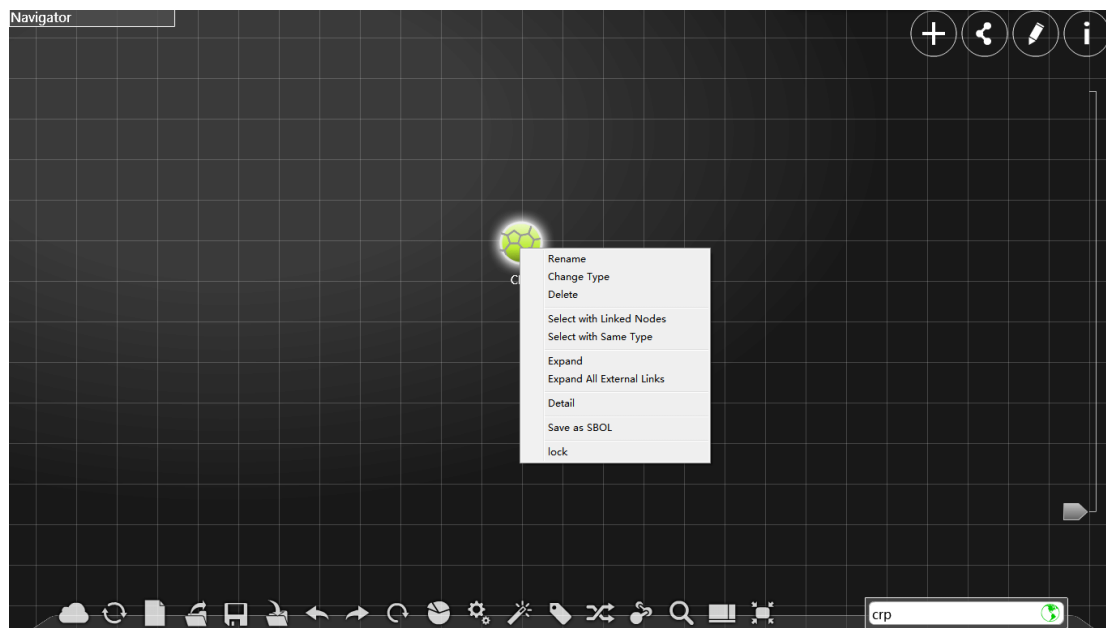 Navigator
Rename
Change Type
Delete
Select with Linked Nodes
Select with Same Type
Expand
Expand All External Links
Detail
Save as SBOL
lock
crp